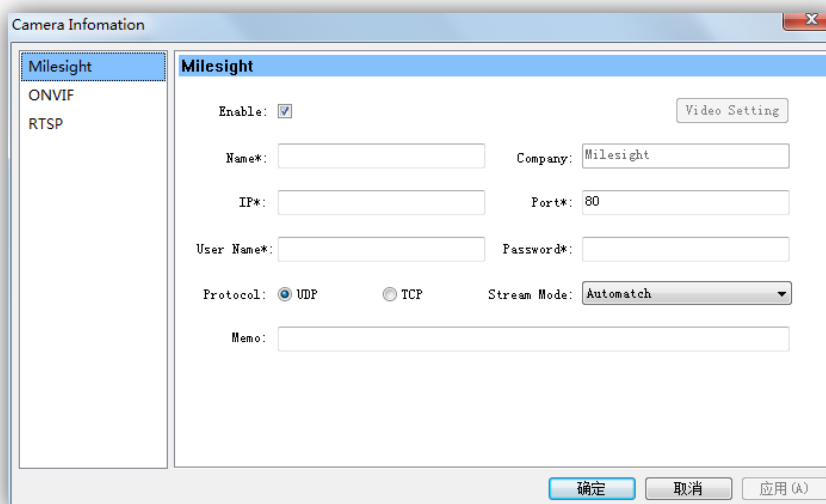 Camera Infomation
Milesight
ONVIF
RTSP
Milesight
Enable:
Video Setting
Name*:
Company: Milesight
IP*:
Port*: 80
User Name*:
Password*:
Protocol: UDP TCP
Stream Mode: Automatch
Memo:
确定
取消
应用(A)